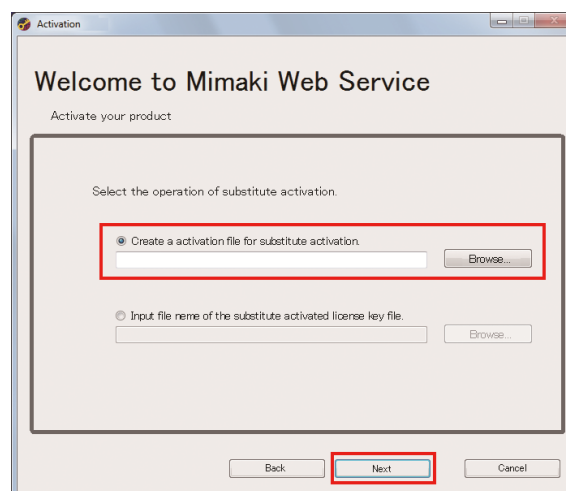 Activation
Welcome to Mimaki Web Service
Activate your product
Select the operation of substitute activation.
Create a activation file for substitute activation.
Browse...
Input file neme of the substitute activated license key file.
Browse...
Back Next Cancel